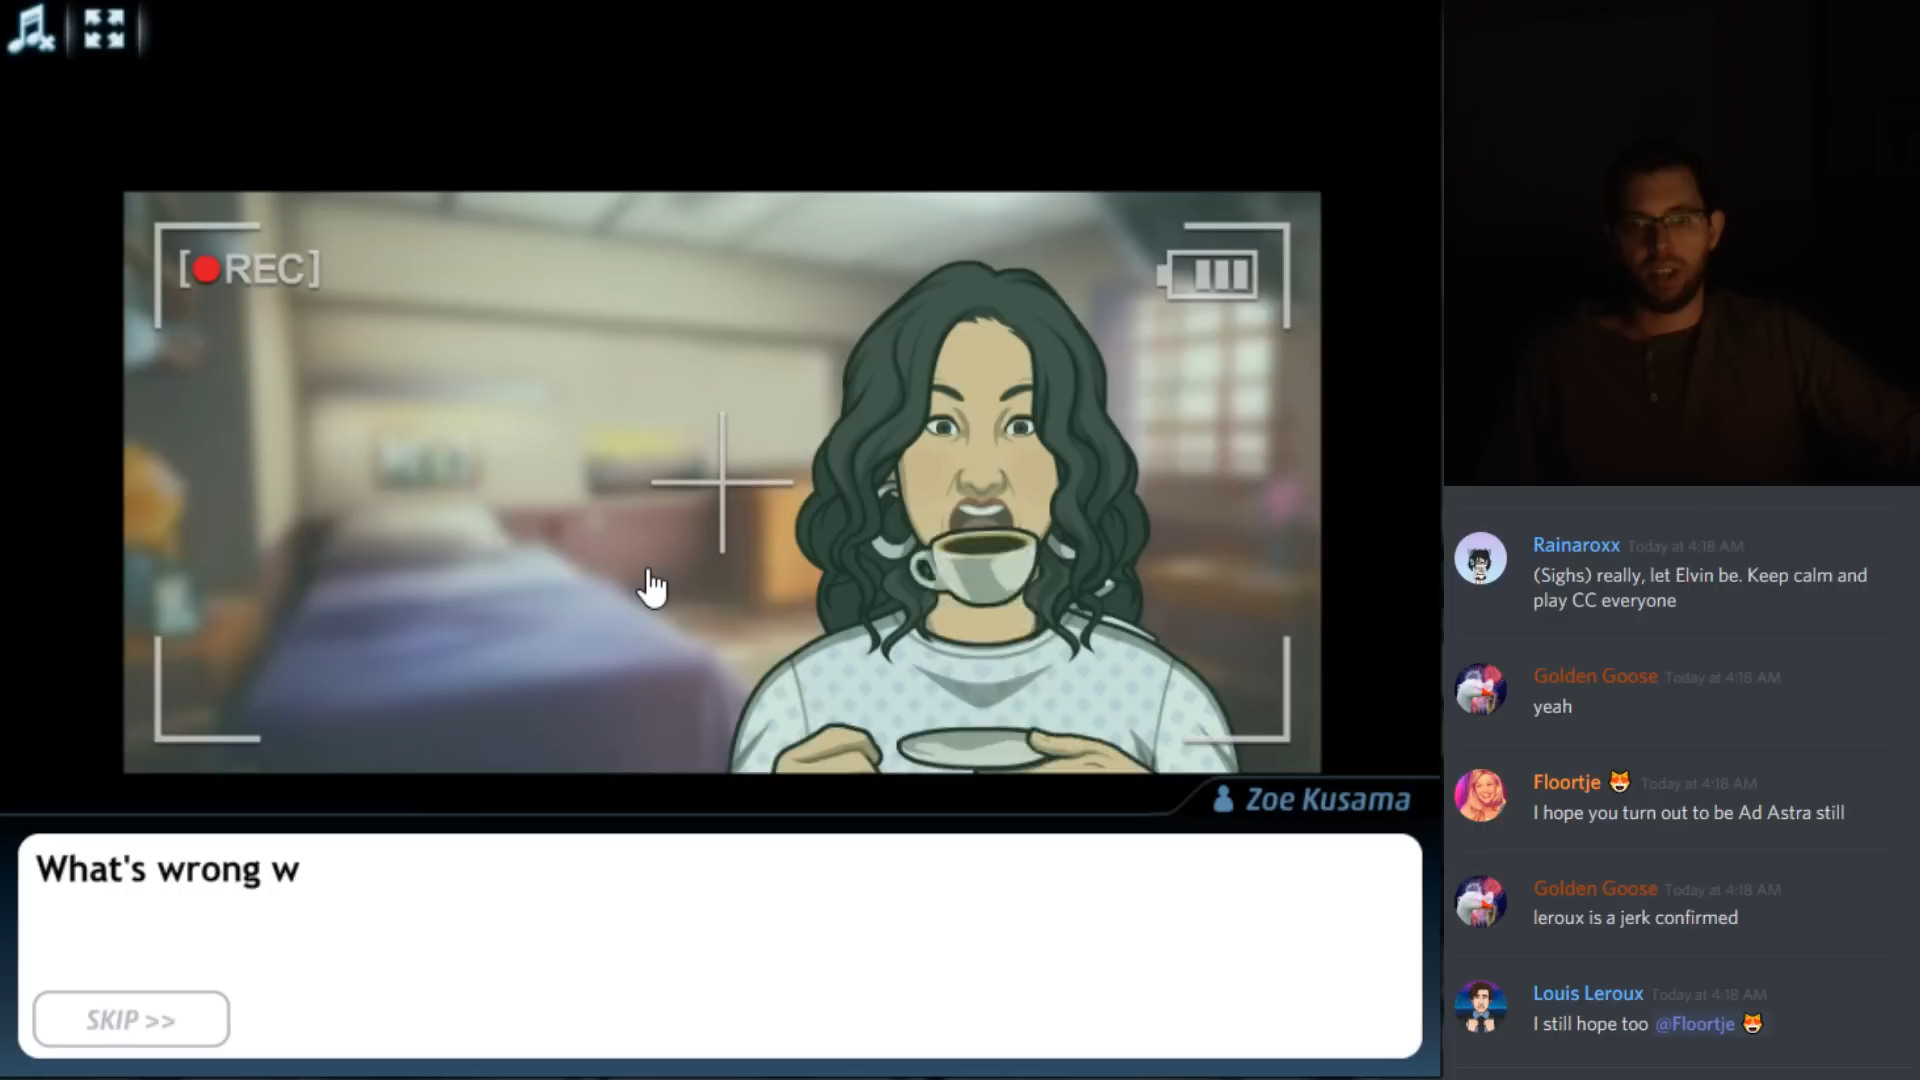 [●REC]
Zoe Kusama
What's wrong w
SKIP >>
Rainaroxx Today at 4:18 AM
(Sighs) really, let Elvin be. Keep calm and
play CC everyone
Golden Goose Today at 4:18 AM
yeah
Floortje 😻 Today at 4:18 AM
I hope you turn out to be Ad Astra still
Golden Goose Today at 4:18 AM
leroux is a jerk confirmed
Louis Leroux Today at 4:18 AM
I still hope too @Floortje 😻